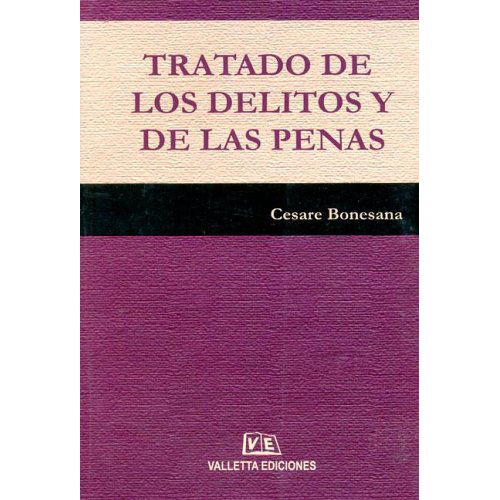 TRATADO DE
LOS DELITOS Y
DE LAS PENAS
Cesare Bonesana
VE
VALLETTA EDICIONES